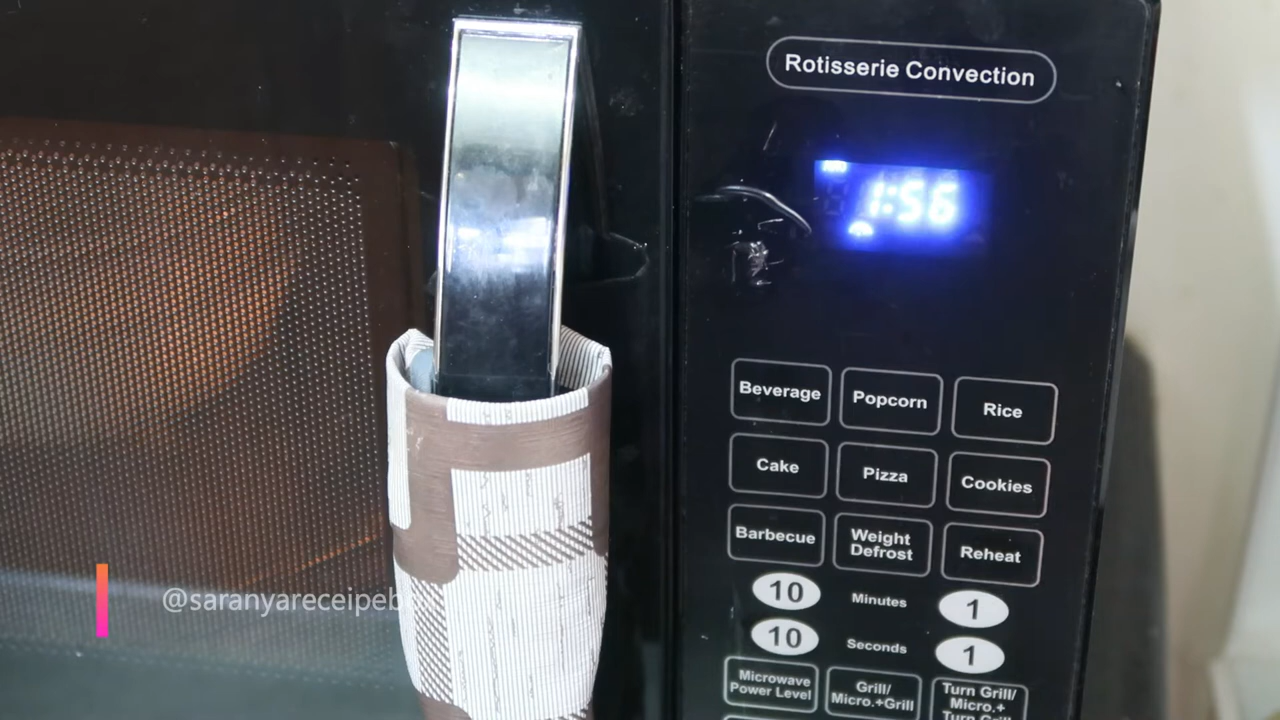 Rotisserie Convection
1:56
Beverage
Popcorn
Rice
Cake
Pizza
Cookies
Barbecue
Weight
Defrost
Reheat
10
Minutes
1
10
Seconds
1
Microwave
Power Level
Grill/
Micro.+Grill
Turn Grill/
Micro.+
@saranyareceipebox